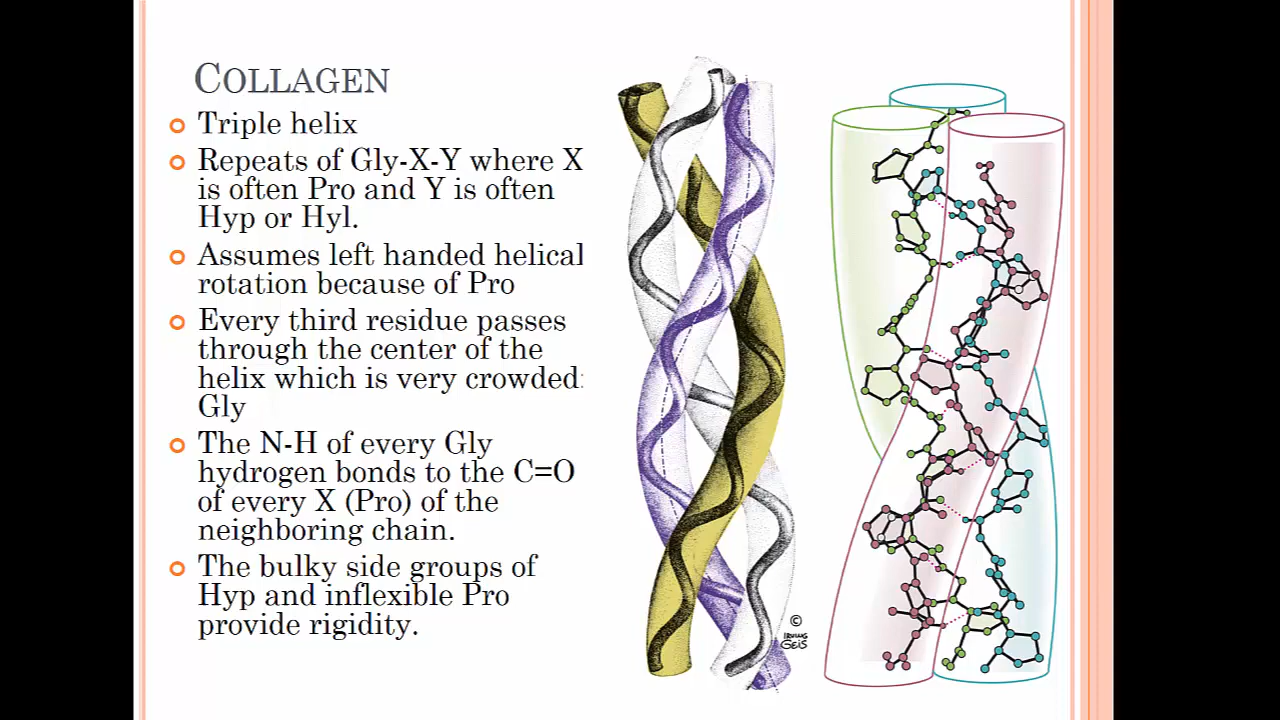 COLLAGEN
Triple helix
Repeats of Gly-X-Y where X
is often Pro and Y is often
Hyp or Hyl.
Assumes left handed helical
rotation because of Pro
Every third residue passes
through the center of the
helix which is very crowded:
Gly
The N-H of every Gly
hydrogen bonds to the C=O
of every X (Pro) of the
neighboring chain.
The bulky side groups of
Hyp and inflexible Pro
provide rigidity.
©
IRVING
GEIS